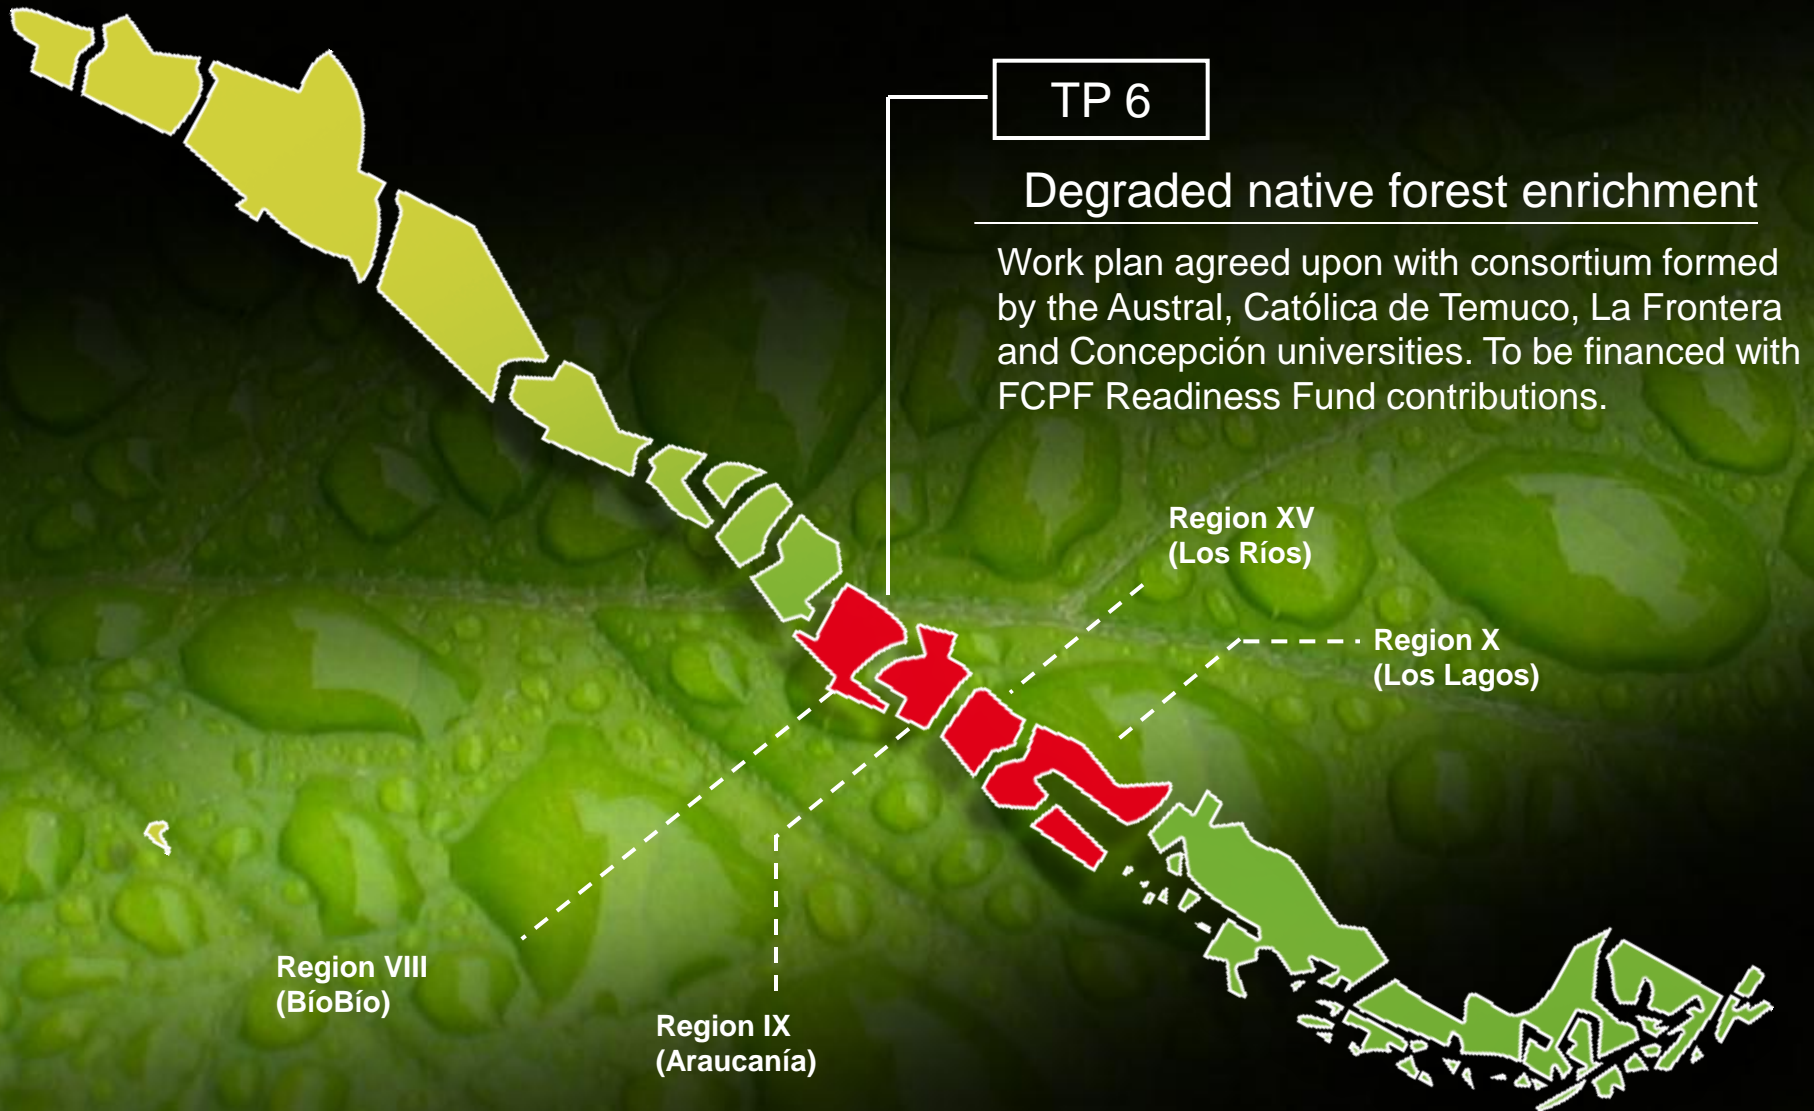 TP 6
Degraded native forest enrichment
Work plan agreed upon with consortium formed
by the Austral, Católica de Temuco, La Frontera
and Concepción universities. To be financed with
FCPF Readiness Fund contributions.
Region XV
(Los Ríos)
Region X
(Los Lagos)
Region VIII
(BíoBío)
Region IX
(Araucanía)